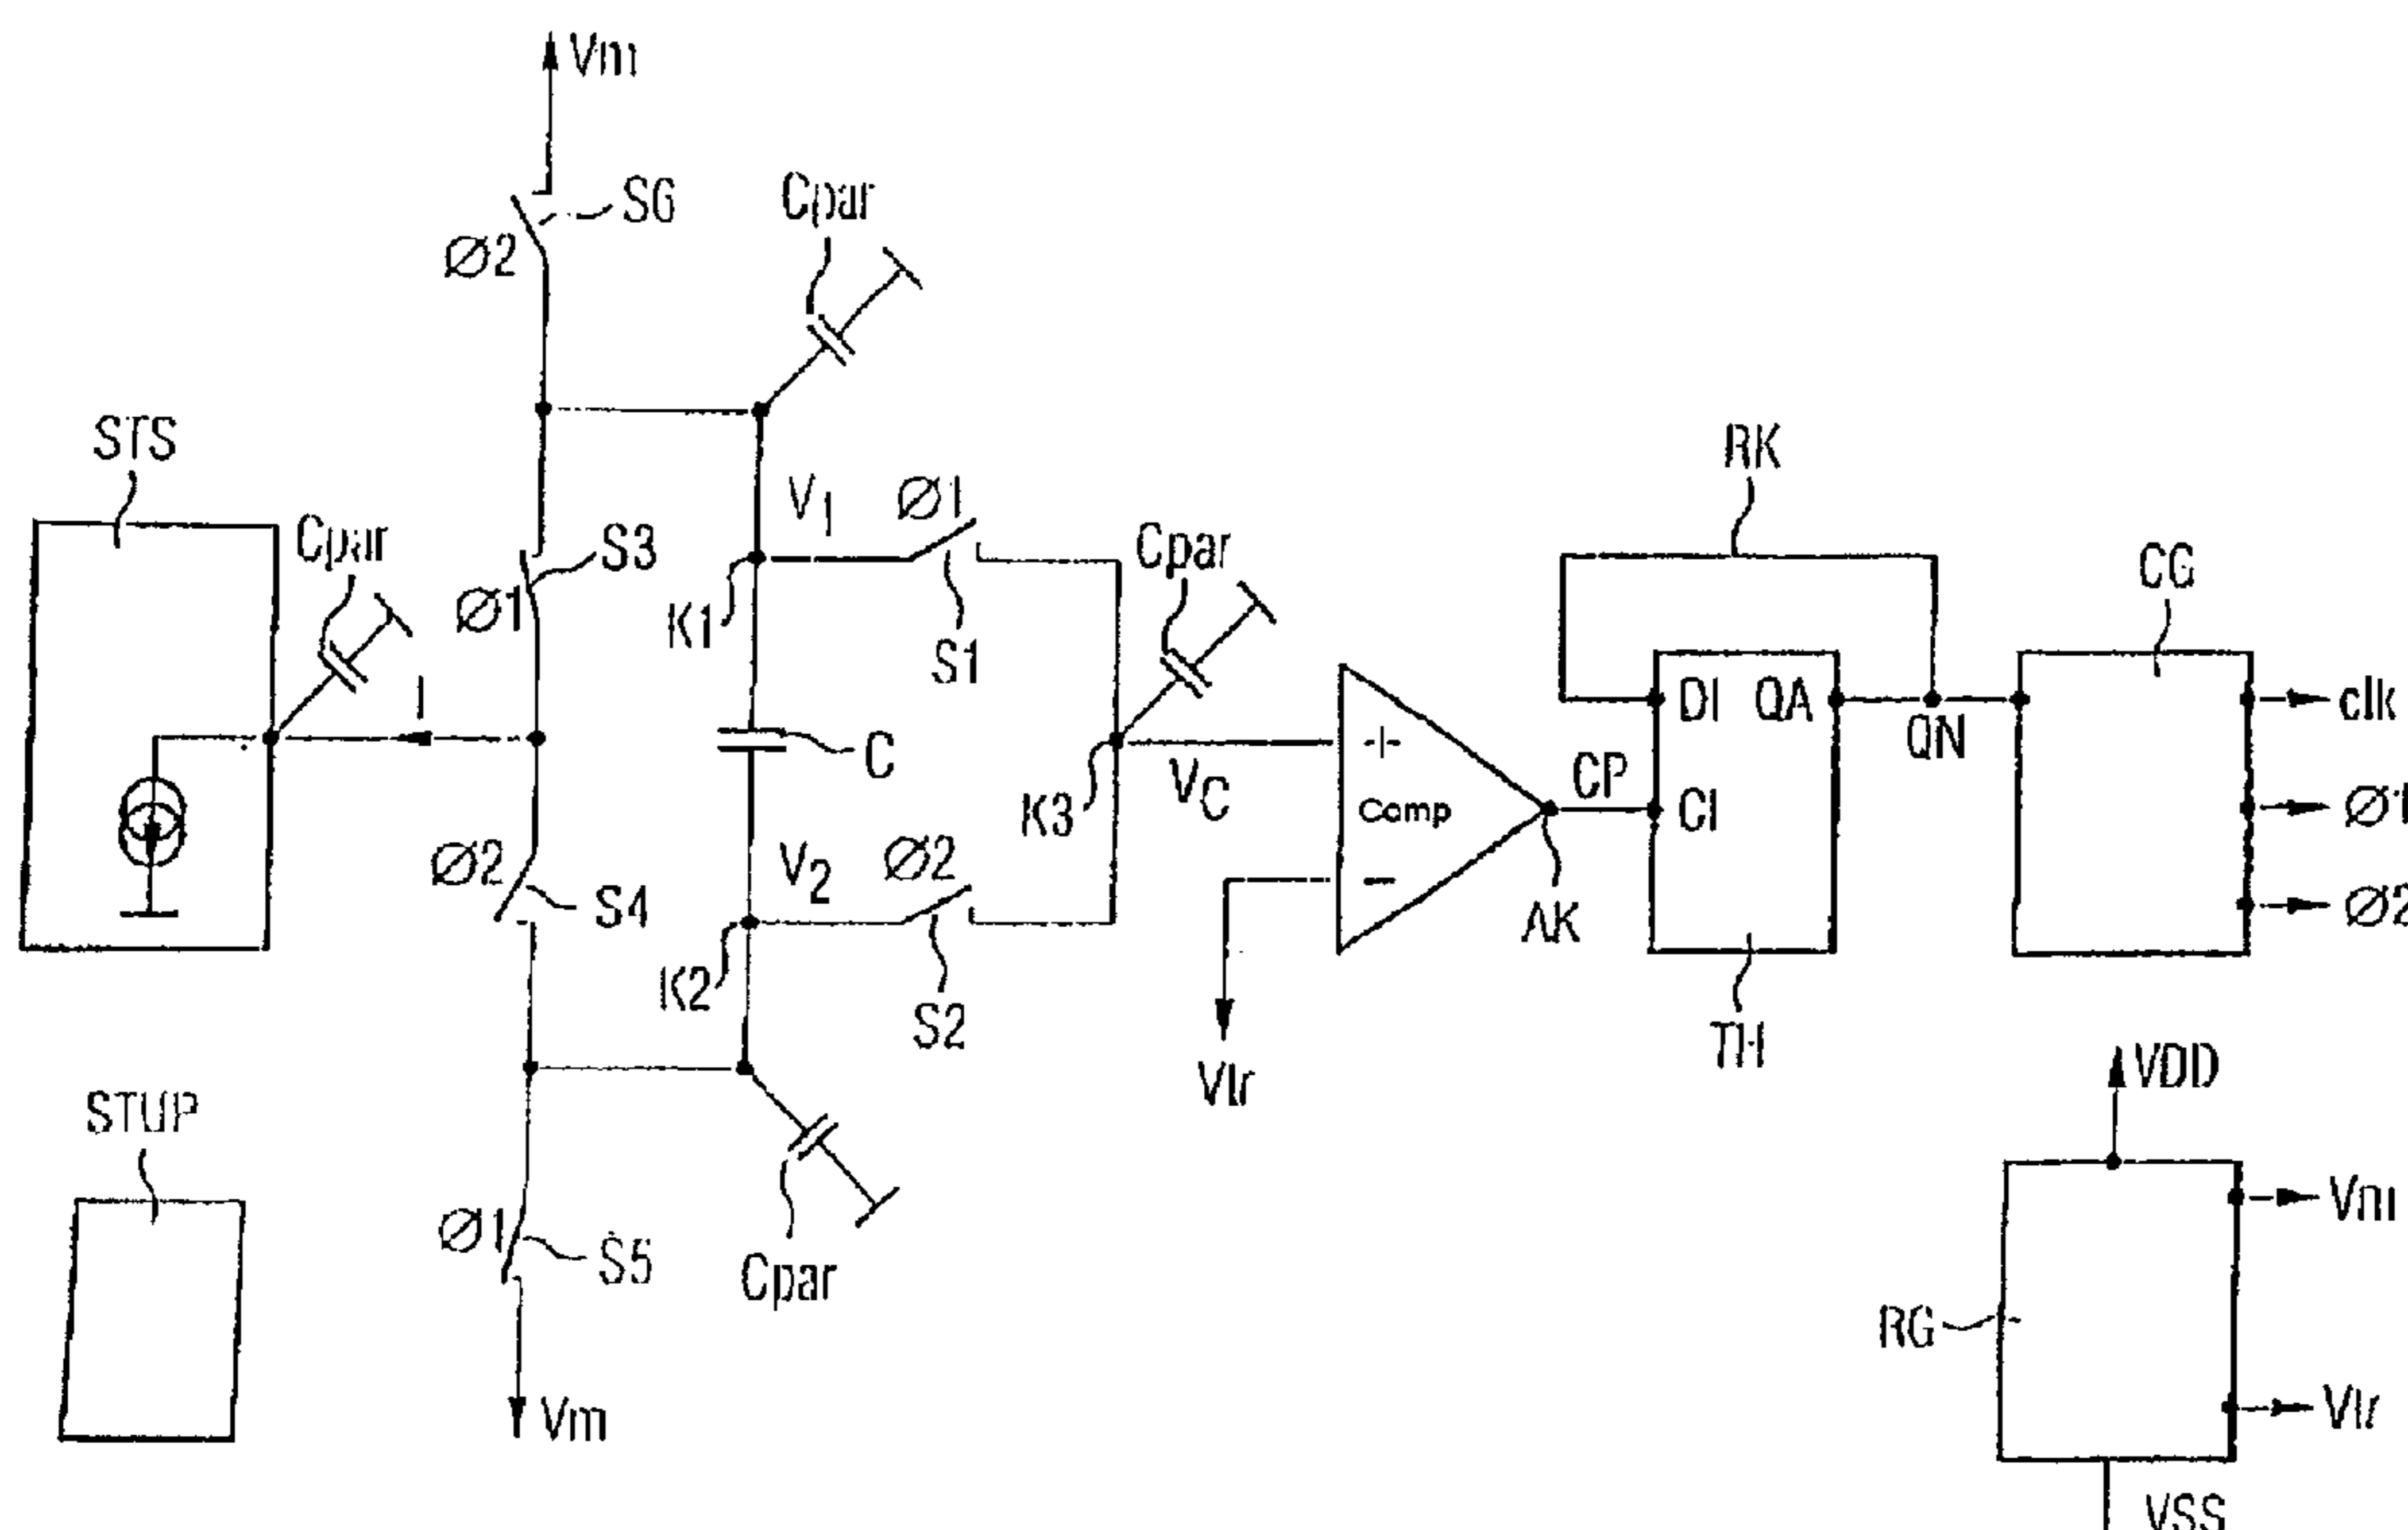 Vm
S6
Ø2
Cpar
STS
Cpar
S3
Ø1
I
V1
Ø1
K1
S1
Cpar
RK
CG
C
K3
VC
+
Comp
-
CP
AK
DI
QA
CI
QN
clk
Ø1
Ø2
TH
Ø2
S4
V2
Ø2
K2
S2
Vlr
STUP
Ø1
S5
Cpar
Vm
VDD
Vm
RG
Vlr
VSS